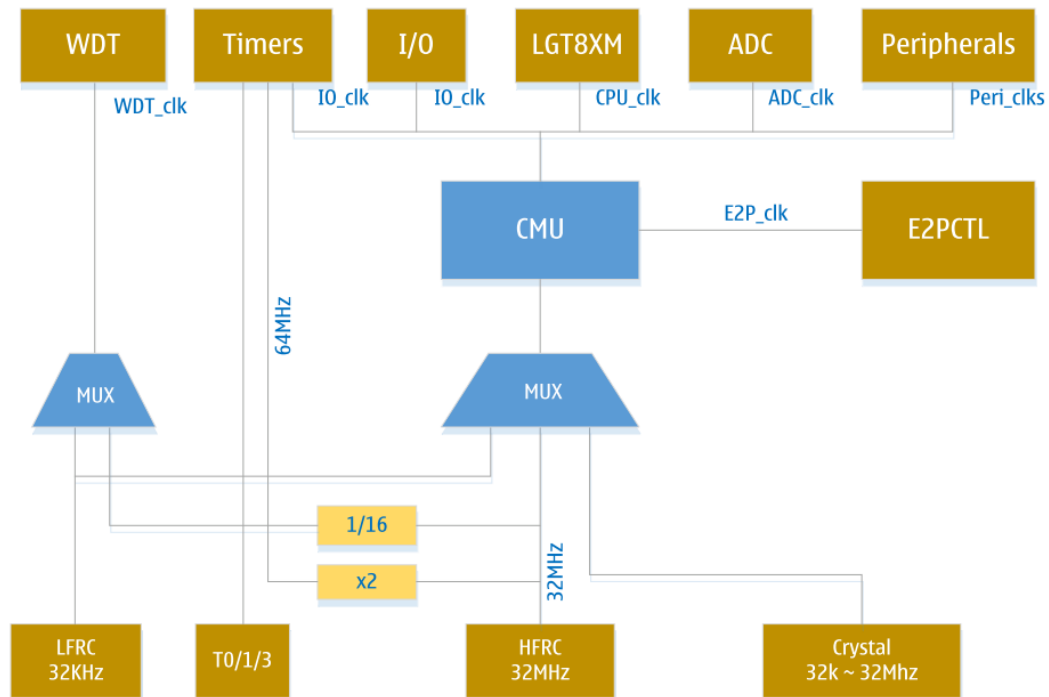 WDT
Timers
I/O
LGT8XM
ADC
Peripherals
WDT_clk
IO_clk
IO_clk
CPU_clk
ADC_clk
Peri_clks
CMU
E2P_clk
E2PCTL
64MHz
MUX
MUX
1/16
x2
32MHz
LFRC
32KHz
T0/1/3
HFRC
32MHz
Crystal
32k ~ 32Mhz